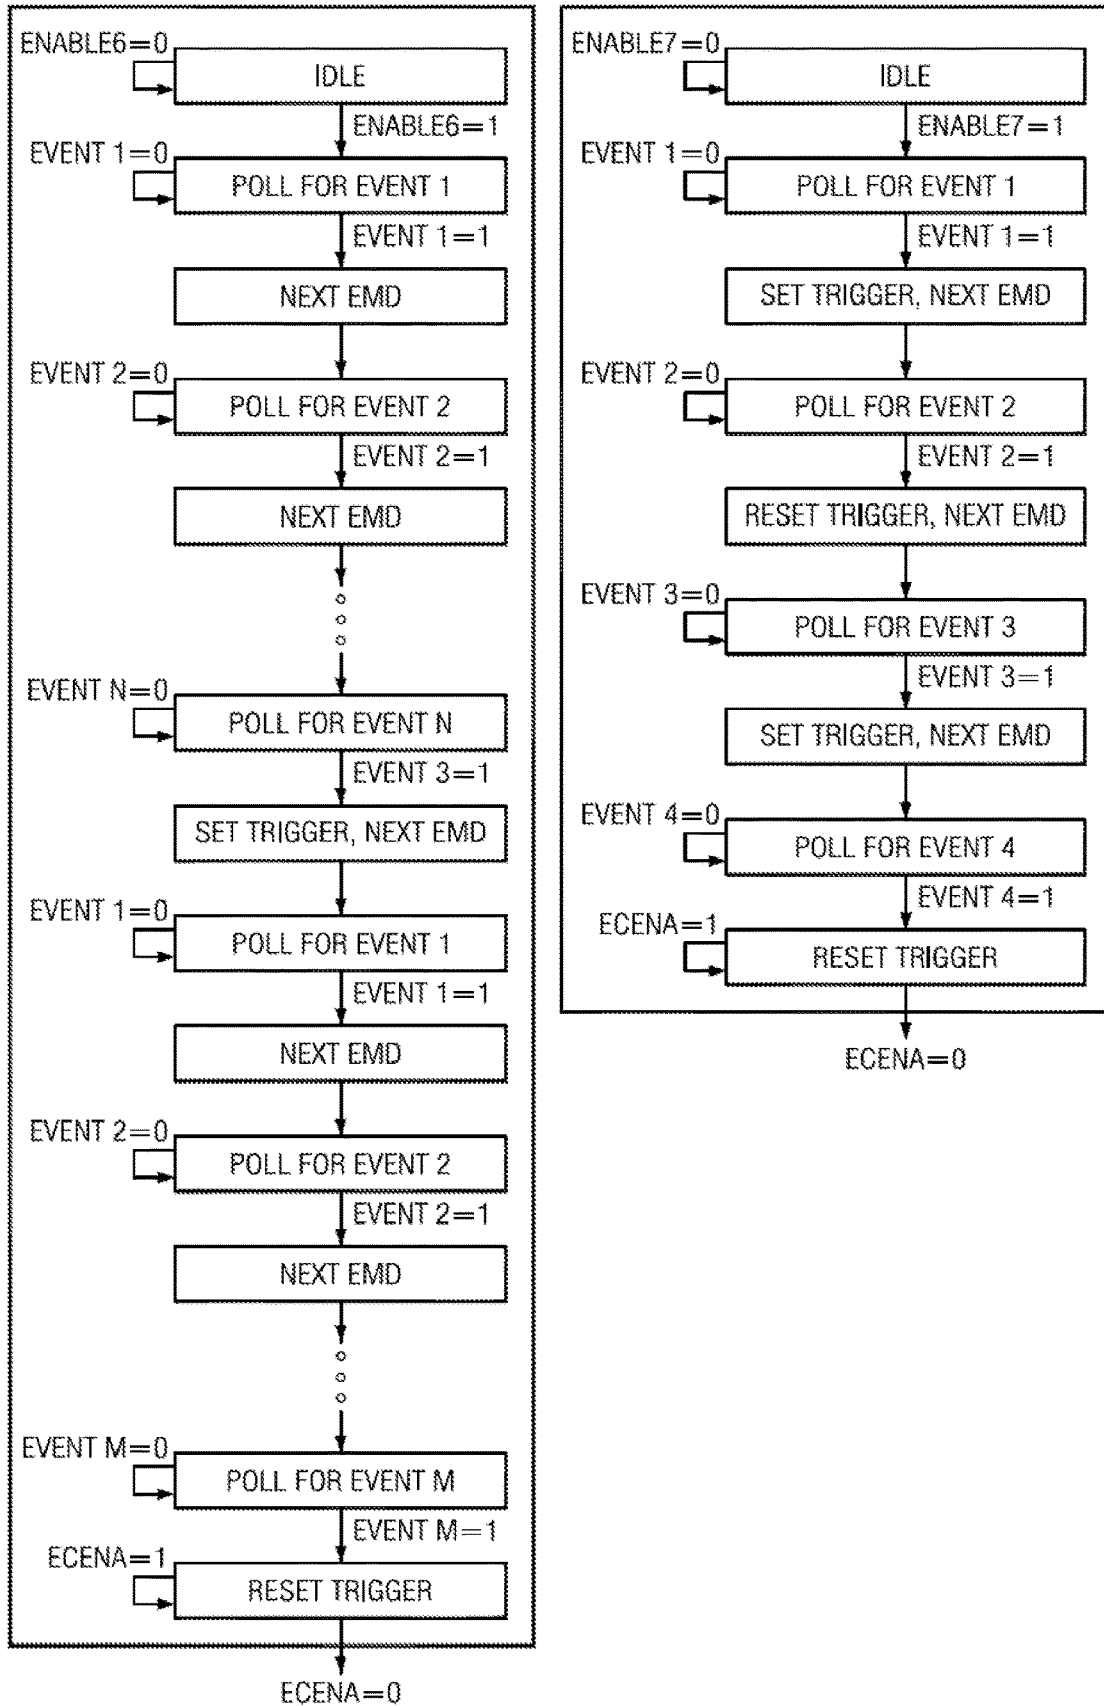 ENABLE6=0
IDLE
ENABLE6=1
EVENT 1=0
POLL FOR EVENT 1
EVENT 1=1
NEXT EMD
EVENT 2=0
POLL FOR EVENT 2
EVENT 2=1
NEXT EMD
EVENT N=0
POLL FOR EVENT N
EVENT 3=1
SET TRIGGER, NEXT EMD
EVENT 1=0
POLL FOR EVENT 1
EVENT 1=1
NEXT EMD
EVENT 2=0
POLL FOR EVENT 2
EVENT 2=1
NEXT EMD
EVENT M=0
POLL FOR EVENT M
EVENT M=1
ECENA=1
RESET TRIGGER
ECENA=0
ENABLE7=0
IDLE
ENABLE7=1
EVENT 1=0
POLL FOR EVENT 1
EVENT 1=1
SET TRIGGER, NEXT EMD
EVENT 2=0
POLL FOR EVENT 2
EVENT 2=1
RESET TRIGGER, NEXT EMD
EVENT 3=0
POLL FOR EVENT 3
EVENT 3=1
SET TRIGGER, NEXT EMD
EVENT 4=0
POLL FOR EVENT 4
EVENT 4=1
ECENA=1
RESET TRIGGER
ECENA=0